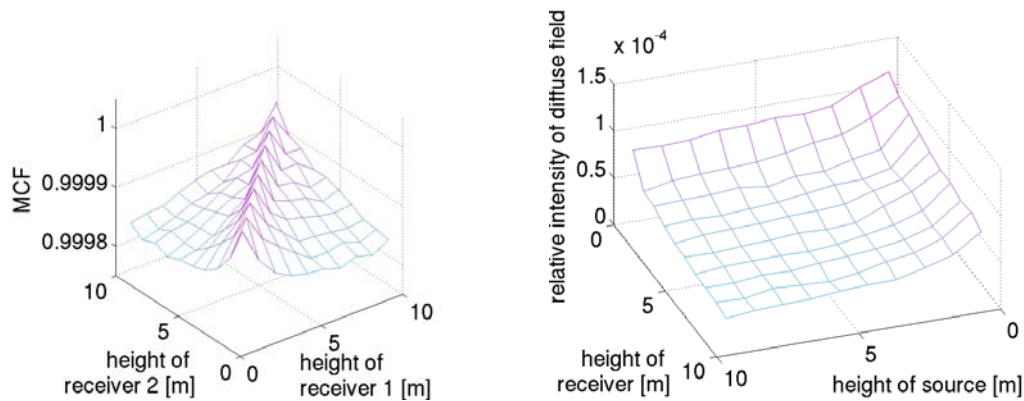 MCF
1
0.9999
0.9998
10
5
0
height of
receiver 2 [m]
0
5
10
height of
receiver 1 [m]
relative intensity of diffuse field
x 10⁻⁴
1.5
1
0.5
0
0
5
10
height of
receiver [m]
10
5
0
height of source [m]